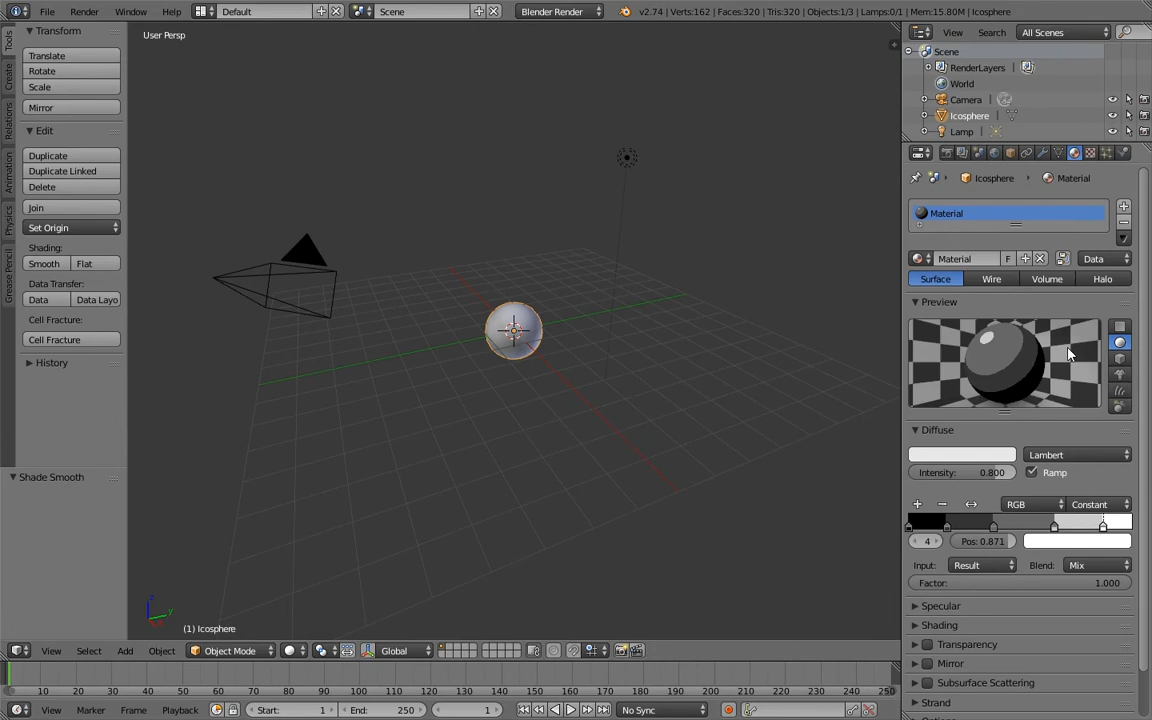 File Render Window Help Default Scene Blender Render v2.74 | Verts:162 | Faces:320 | Tris:320 | Objects:1/3 | Lamps:0/1 | Mem:15.80M | Icosphere
View Search All Scenes
Tools
Create
Relations
Animation
Physics
Grease Pencil
Transform
Translate
Rotate
Scale
Mirror
Edit
Duplicate
Duplicate Linked
Delete
Join
Set Origin
Shading:
Smooth Flat
Data Transfer:
Data Data Layo
Cell Fracture:
Cell Fracture
History
Shade Smooth
User Persp
z
y
(1) Icosphere
Scene
RenderLayers
World
Camera
Icosphere
Lamp
Icosphere Material
Material
Material F Data
Surface Wire Volume Halo
Preview
Diffuse
Lambert
Intensity: 0.800 Ramp
RGB Constant
4 Pos: 0.871
Input: Result Blend: Mix
Factor: 1.000
Specular
Shading
Transparency
Mirror
Subsurface Scattering
Strand
View Select Add Object Object Mode Global
10 20 30 40 50 60 70 80 90 100 110 120 130 140 150 160 170 180 190 200 210 220 230 240 250
View Marker Frame Playback Start: 1 End: 250 1 No Sync